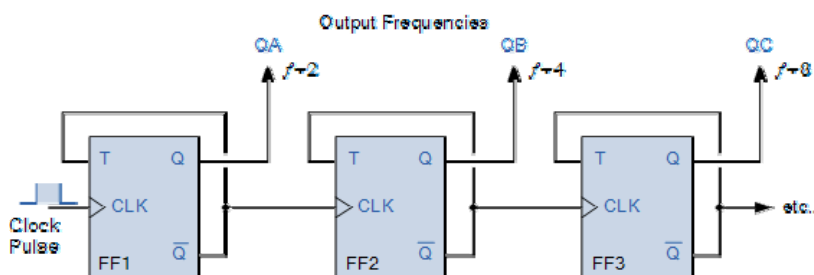 Output Frequencies
QA
f÷2
QB
f÷4
QC
f÷8
T Q
CLK
Q̅
FF1
T Q
CLK
Q̅
FF2
T Q
CLK
Q̅
FF3
Clock
Pulse
etc..